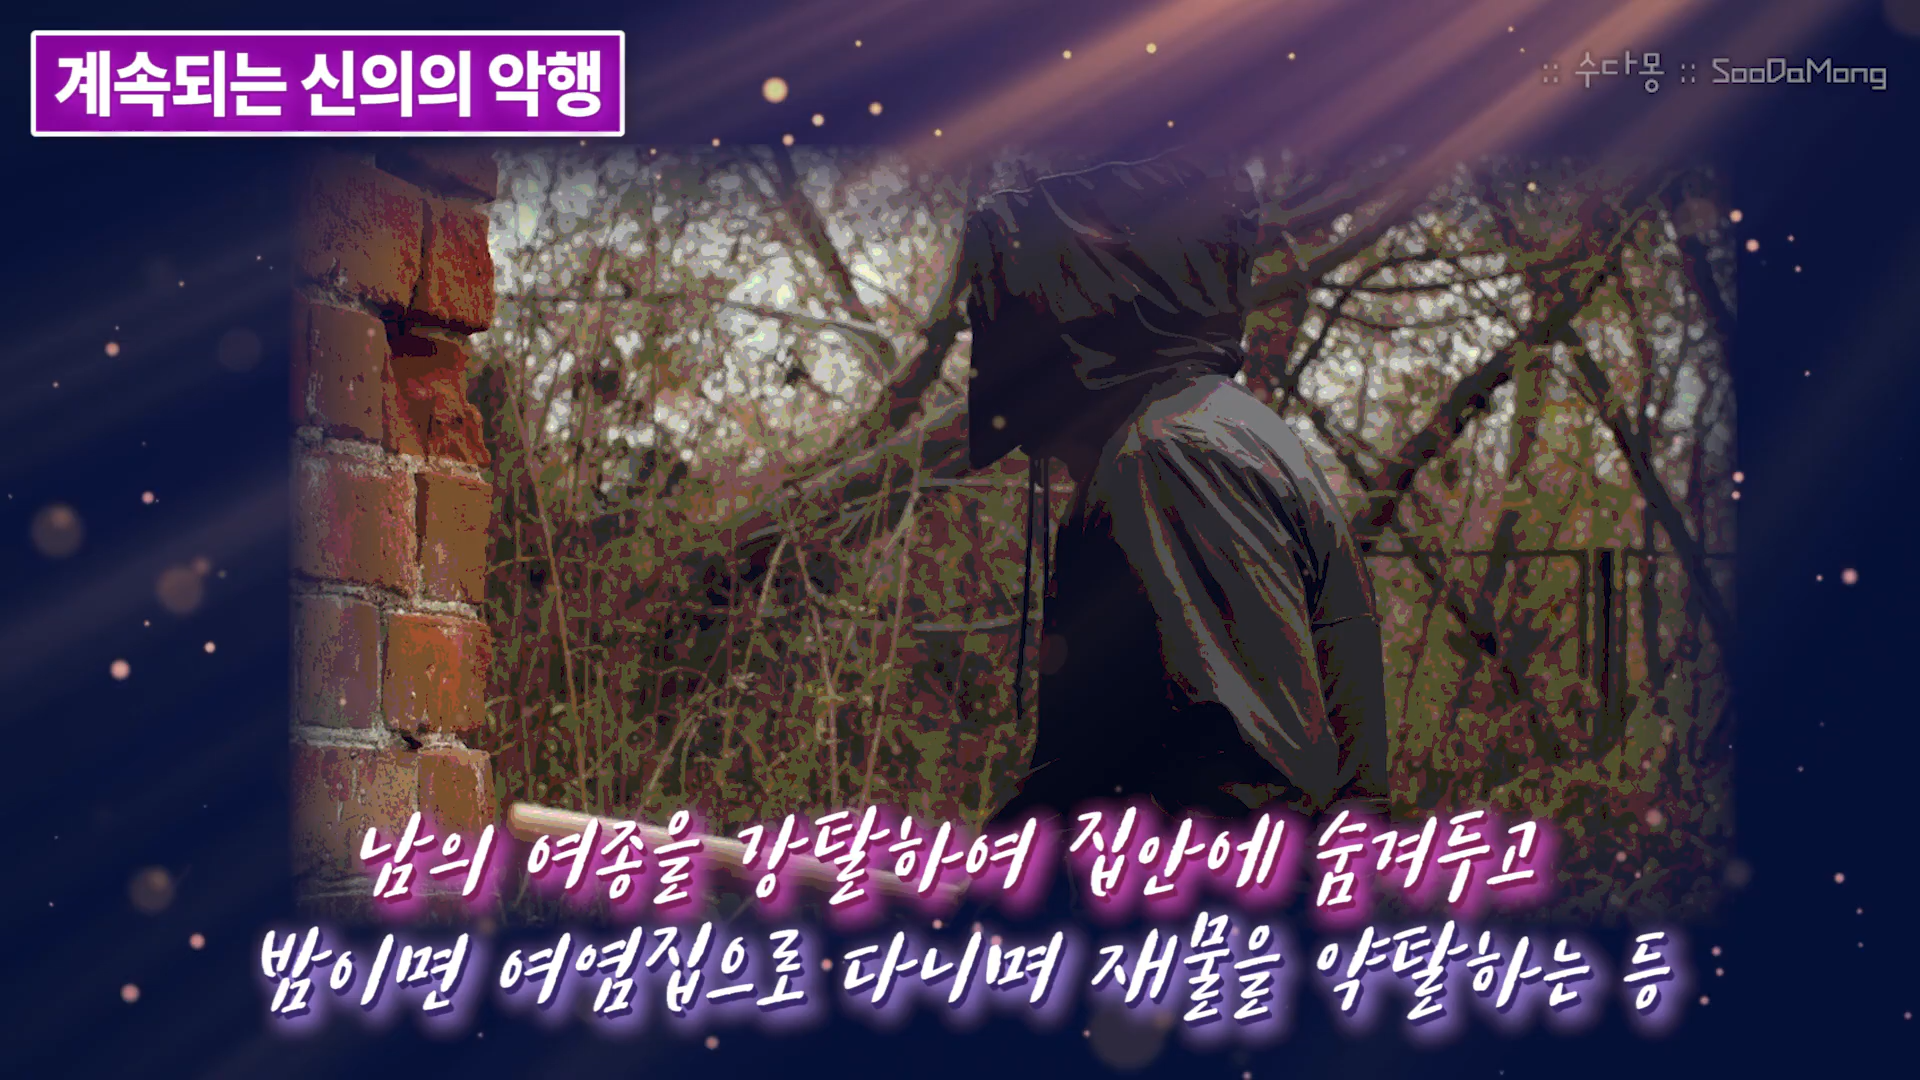 계속되는 신의의 악행
:: 수다몽 :: SooDaMong
남의 여종을 강탈하여 집안에 숨겨두고
밤이면 여염집으로 다니며 재물을 약탈하는 등